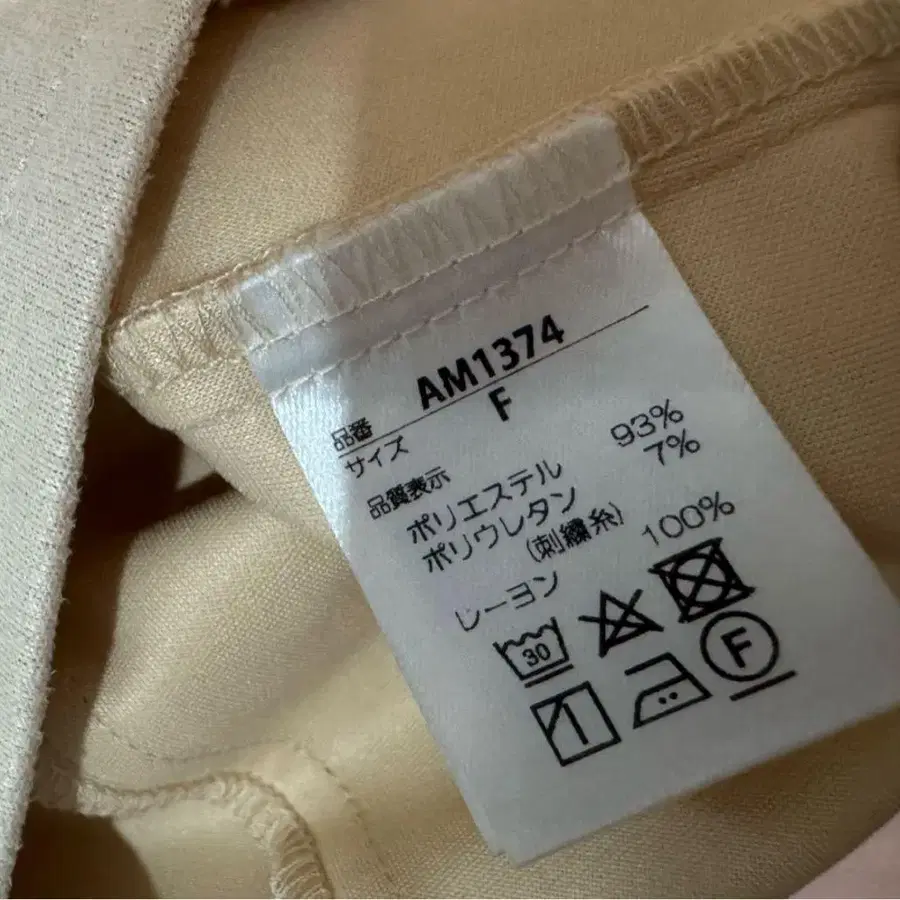 品番 AM1374
サイズ F
品質表示
ポリエステル 93%
ポリウレタン 7%
(刺繍糸)
レーヨン 100%
30
F